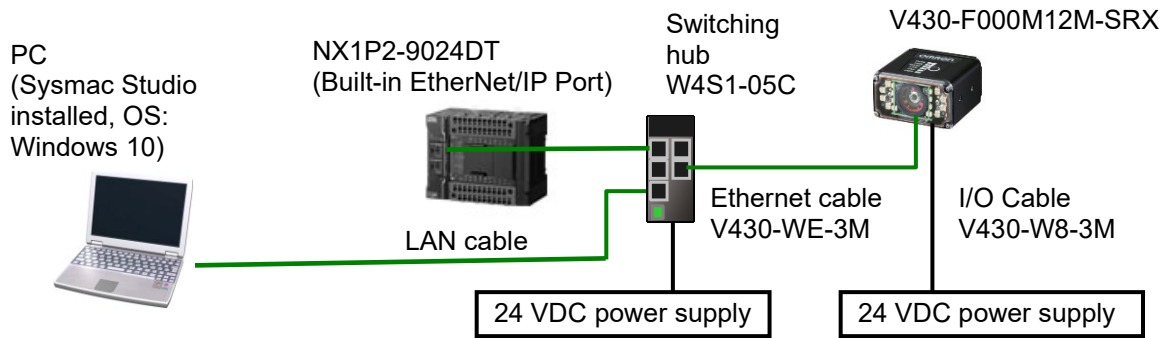 PC
(Sysmac Studio
installed, OS:
Windows 10)
NX1P2-9024DT
(Built-in EtherNet/IP Port)
Switching
hub
W4S1-05C
V430-F000M12M-SRX
omron
LAN cable
Ethernet cable
V430-WE-3M
I/O Cable
V430-W8-3M
24 VDC power supply
24 VDC power supply